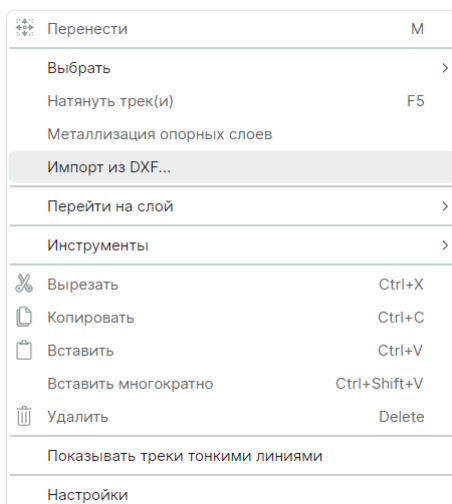 Перенести M
Выбрать
Натянуть трек(и) F5
Металлизация опорных слоев
Импорт из DXF...
Перейти на слой
Инструменты
Вырезать Ctrl+X
Копировать Ctrl+C
Вставить Ctrl+V
Вставить многократно Ctrl+Shift+V
Удалить Delete
Показывать треки тонкими линиями
Настройки